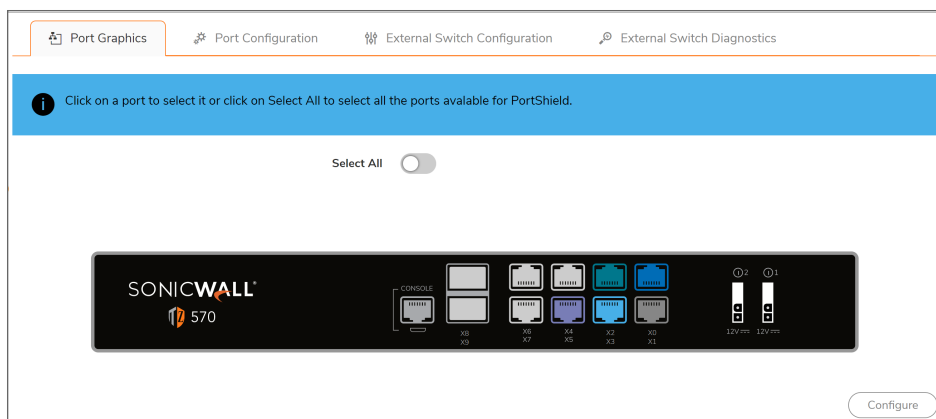 Port Graphics
Port Configuration
External Switch Configuration
External Switch Diagnostics
i
Click on a port to select it or click on Select All to select all the ports avalable for PortShield.
Select All
SONICWALL
570
CONSOLE
X8
X9
X6
X7
X4
X5
X2
X3
X0
X1
2
1
12V
12V
Configure